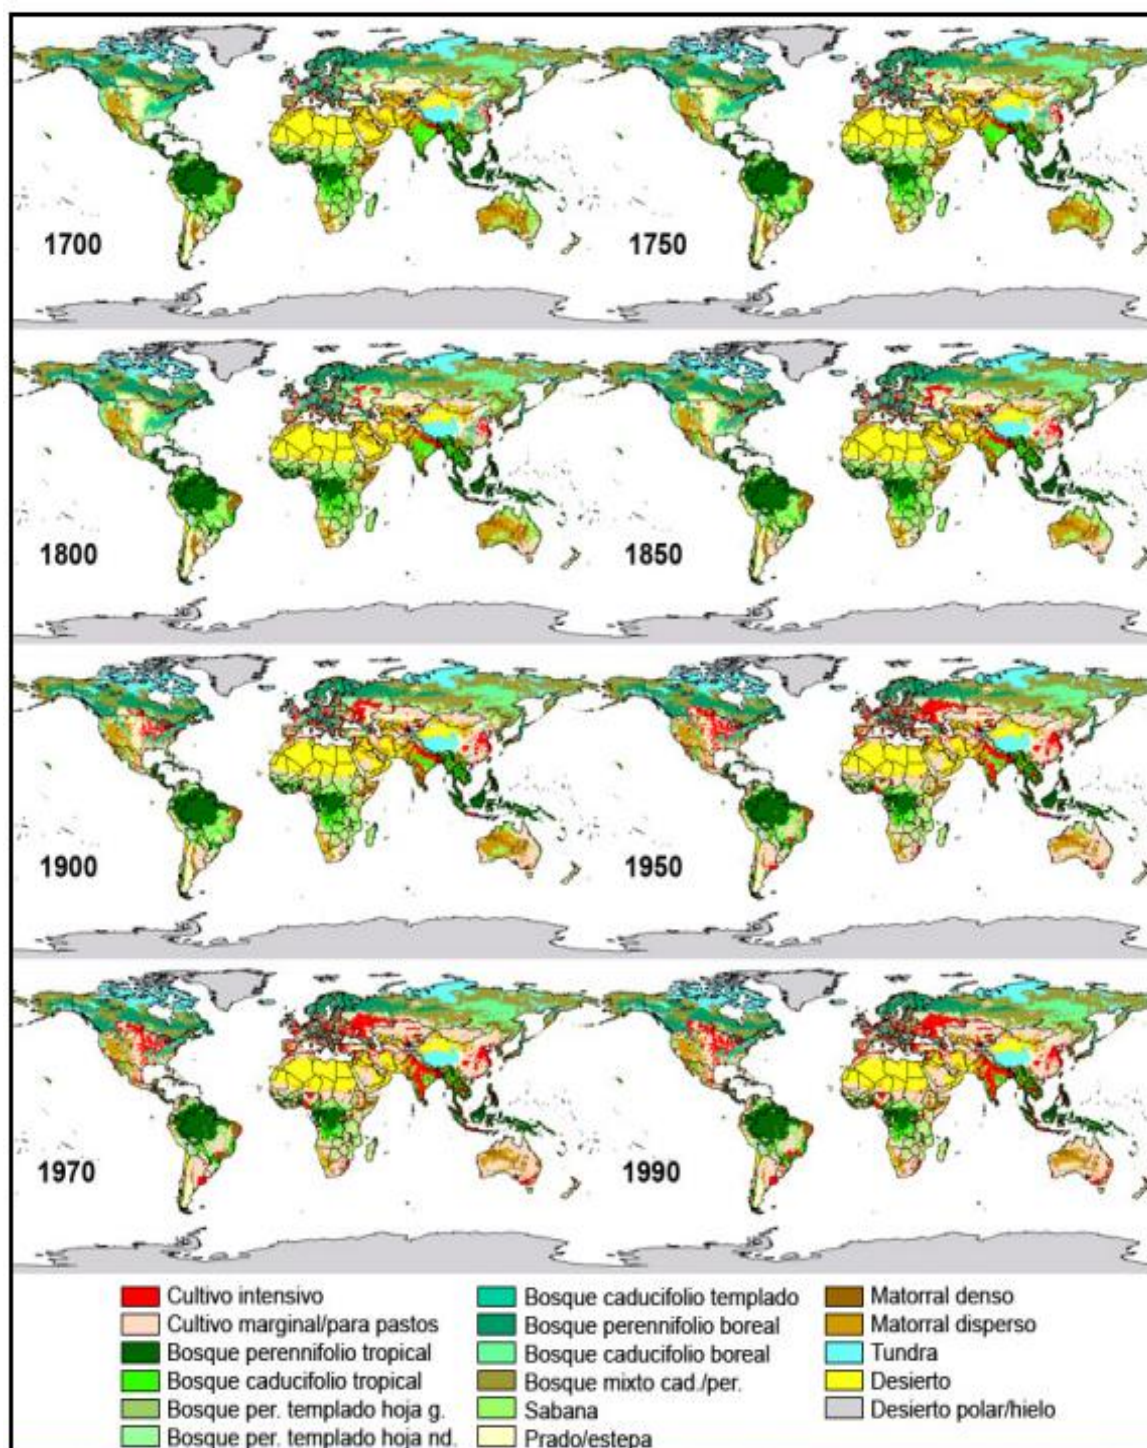 1700
1750
1800
1850
1900
1950
1970
1990
Cultivo intensivo
Cultivo marginal/para pastos
Bosque perennifolio tropical
Bosque caducifolio tropical
Bosque per. templado hoja g.
Bosque per. templado hoja nd.
Bosque caducifolio templado
Bosque perennifolio boreal
Bosque caducifolio boreal
Bosque mixto cad./per.
Sabana
Prado/estepa
Matorral denso
Matorral disperso
Tundra
Desierto
Desierto polar/hielo